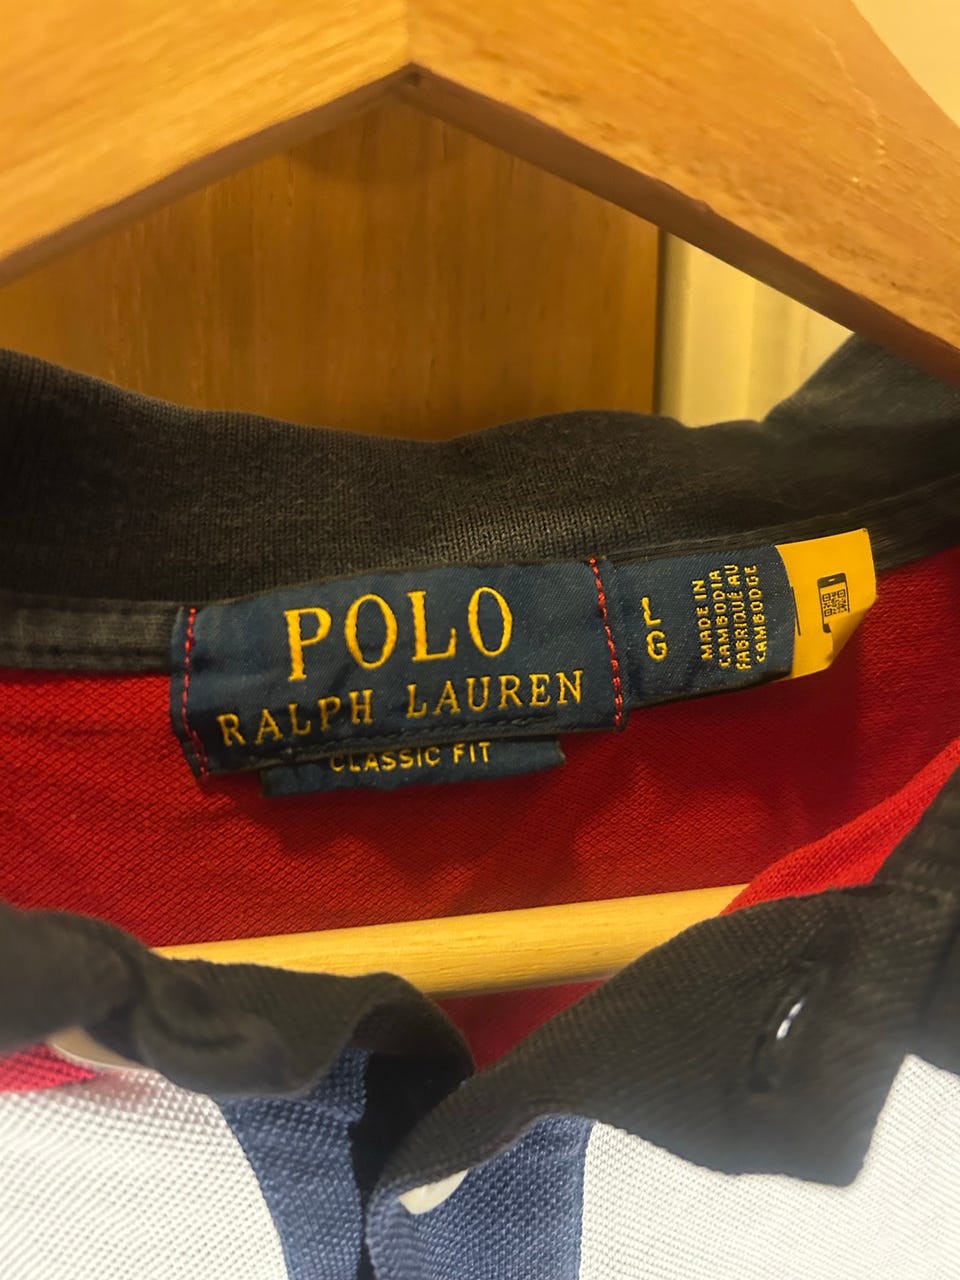 POLO
RALPH LAUREN
CLASSIC FIT
L
G
MADE IN
CAMBODIA
FABRIQUÉ AU
CAMBODGE